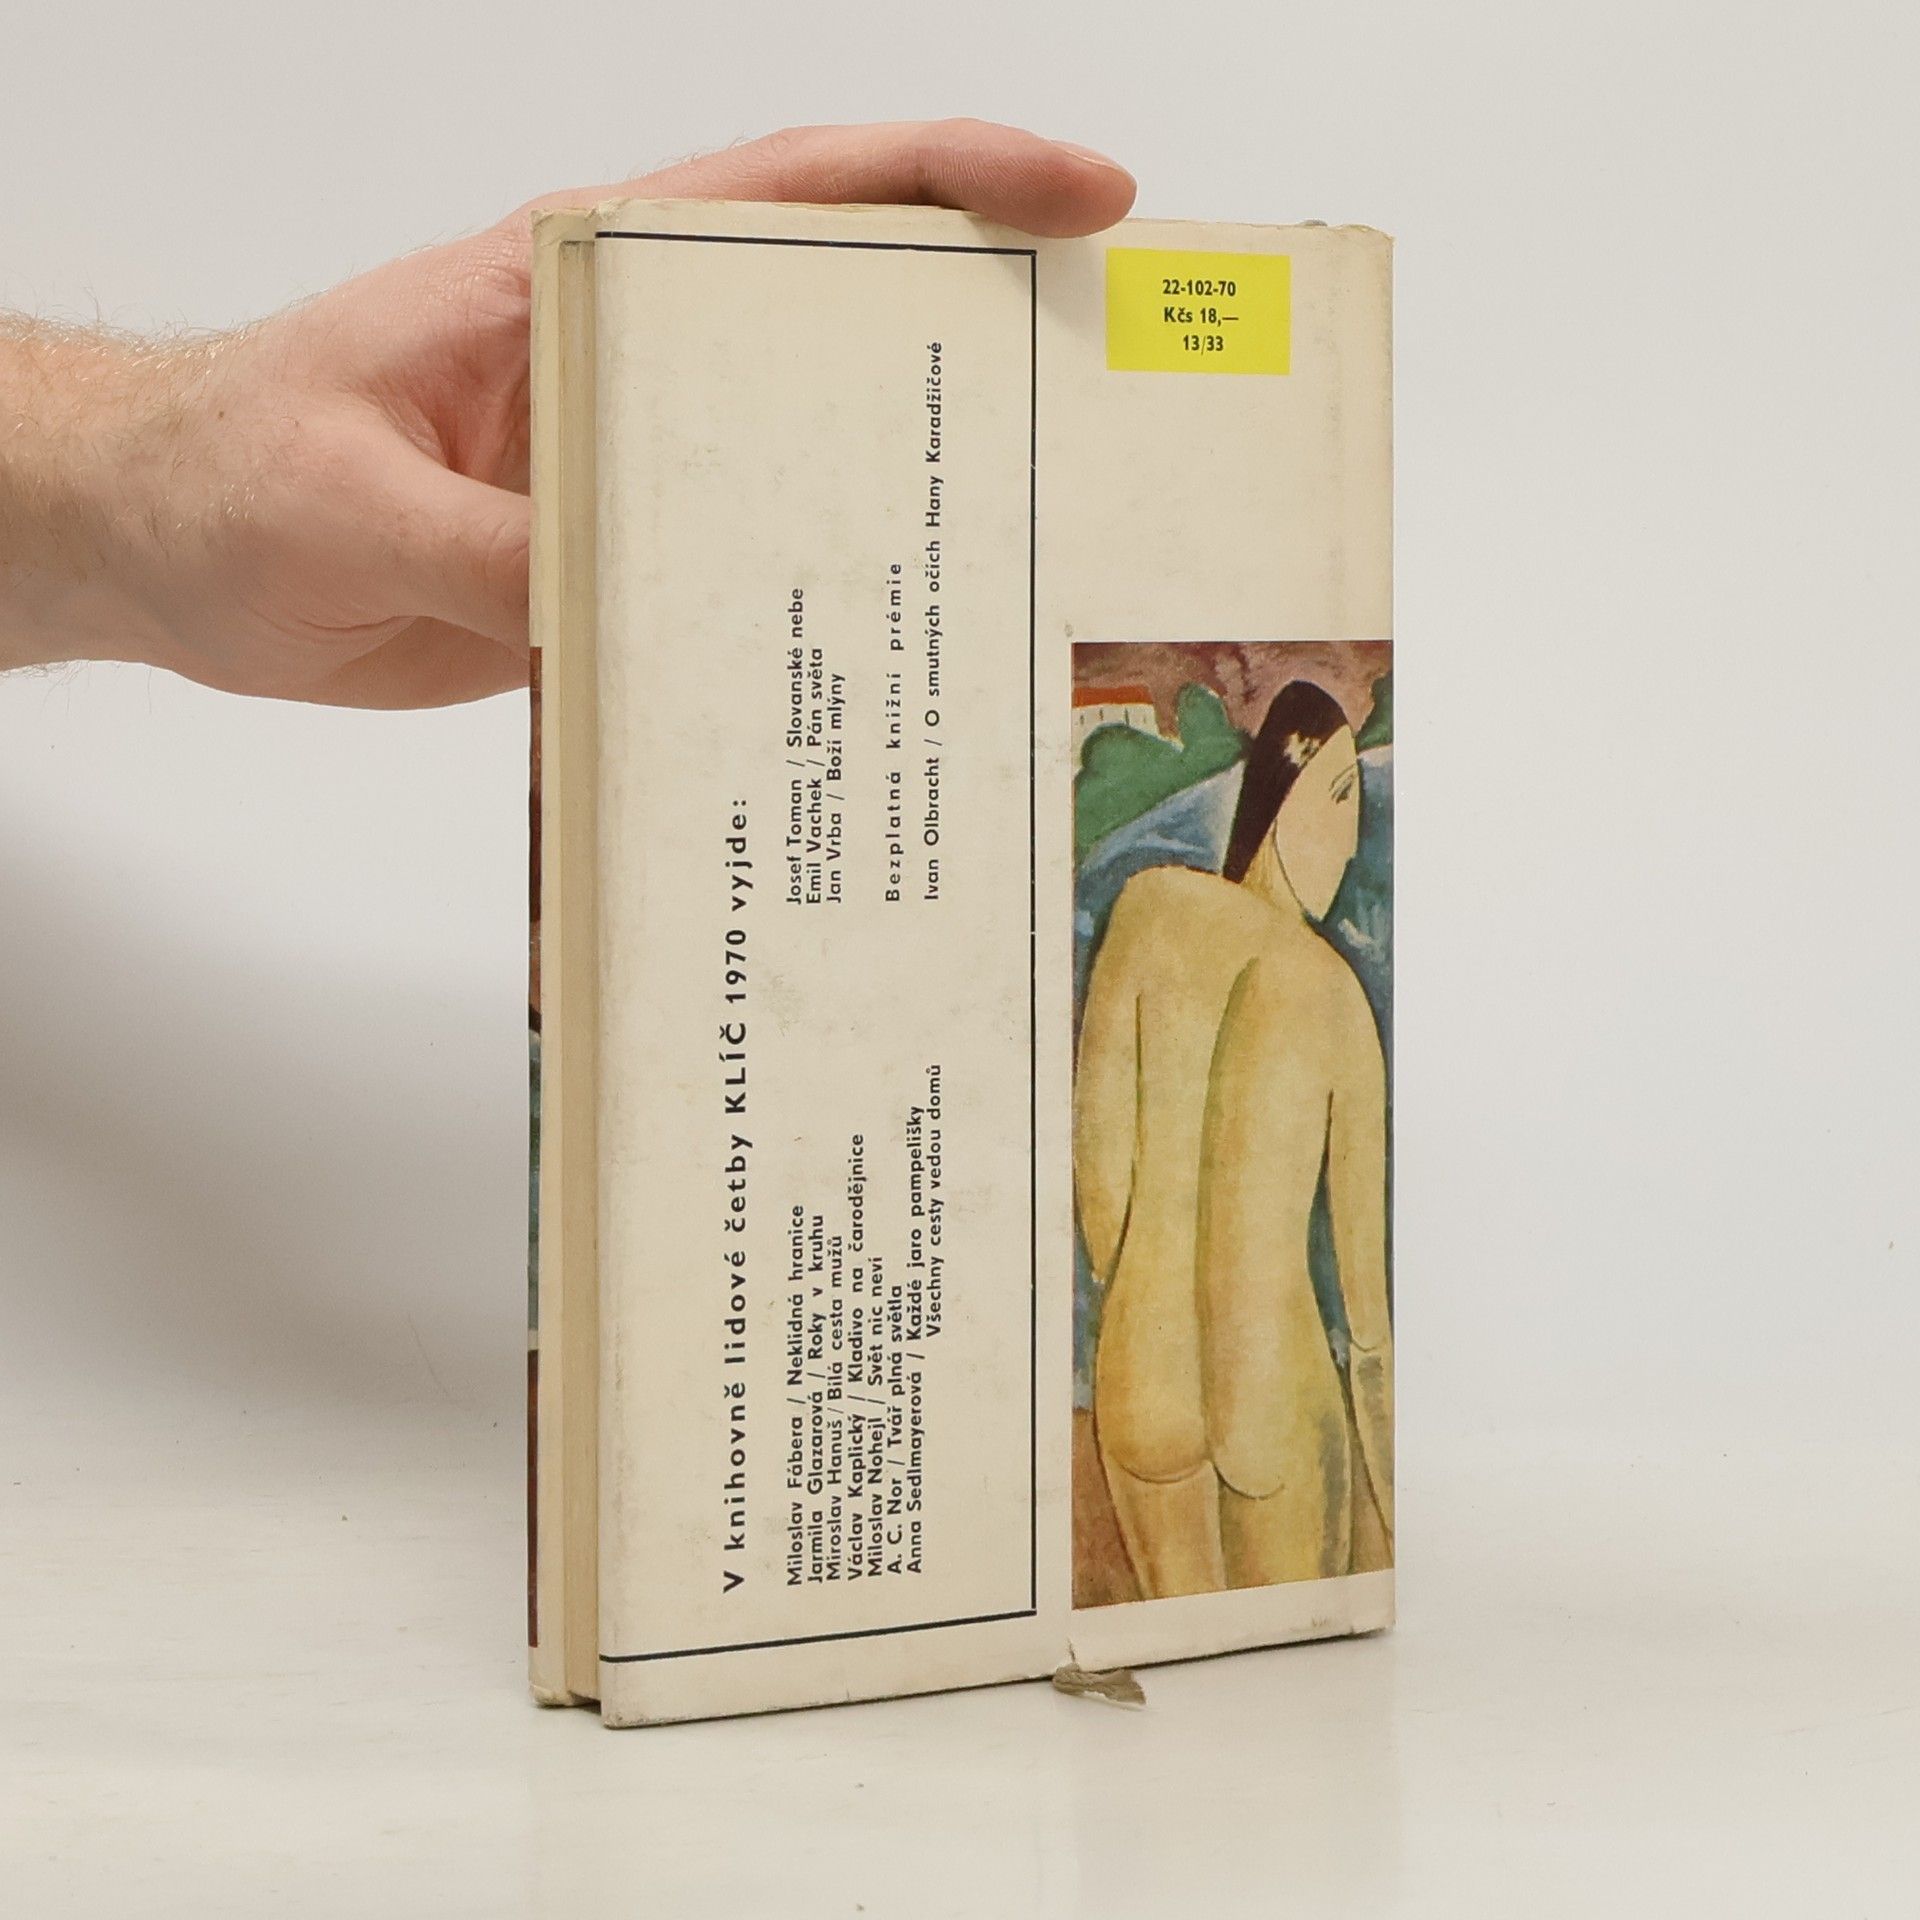 V knihovně lidové četby KLÍČ 1970 vyjde:
Miloslav Fábera / Neklidná hranice
Jarmila Glazarová / Roky v kruhu
Miroslav Hanuš / Bílá cesta mužů
Václav Kaplický / Kladivo na čarodějnice
Miloslav Nohejl / Svět nic neví
A. C. Nor / Tvář plná světla
Anna Sedlmayerová / Každé jaro pampelišky
Všechny cesty vedou domů
Josef Toman / Slovanské nebe
Emil Vachek / Pán světa
Jan Vrba / Boží mlýny
Bezplatná knižní prémie
Ivan Olbracht / O smutných očích Hany Karadžičové
22-102-70
Kčs 18,—
13/33